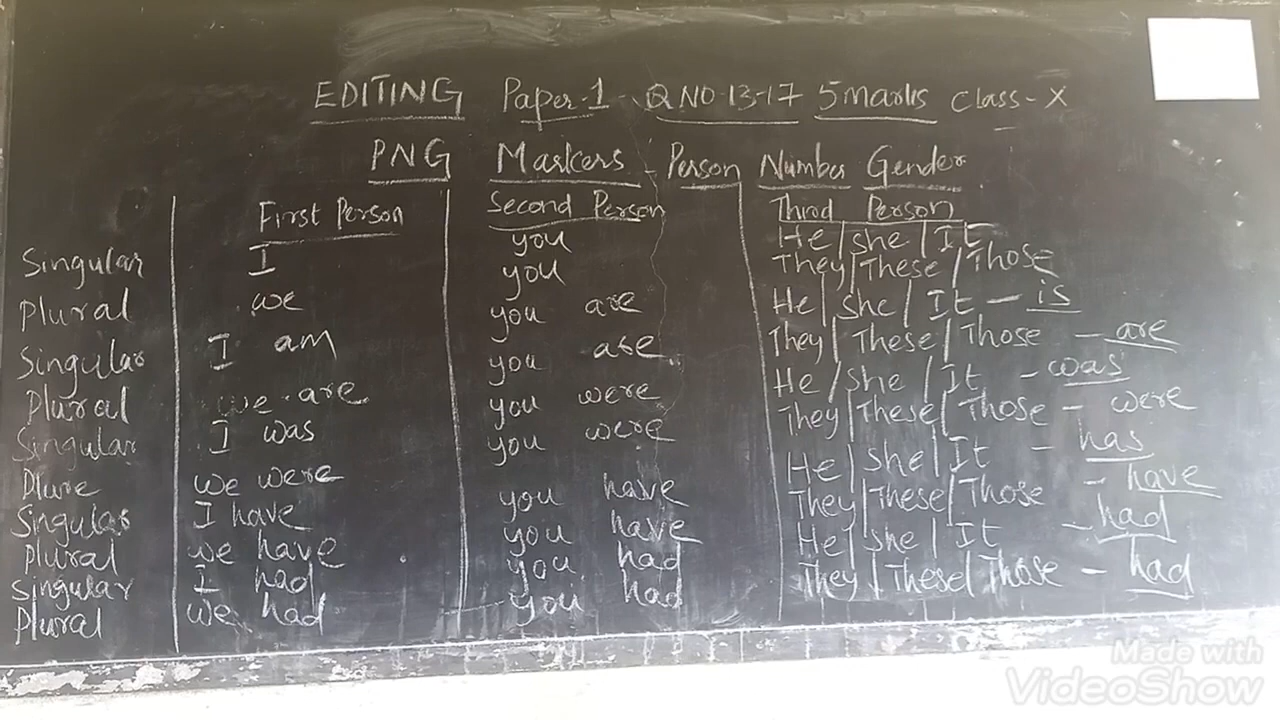 EDITING Paper-1 - QNO-13-17 5marks class-X
PNG Markers - Person Number Gender
First Person Second Person Third Person
Singular I you He/she/It
Plural we you They/These/Those
Singular I am you are He/she/It - is
Plural we are you are They/These/Those - are
Singular I was you were He/she/It - was
Plure we were you were They/These/Those - were
Singular I have you have He/she/It - has
Plural we have you have They/These/Those - have
Singular I had you had He/she/It - had
Plural we had you had They/These/Those - had
Made with
VideoShow